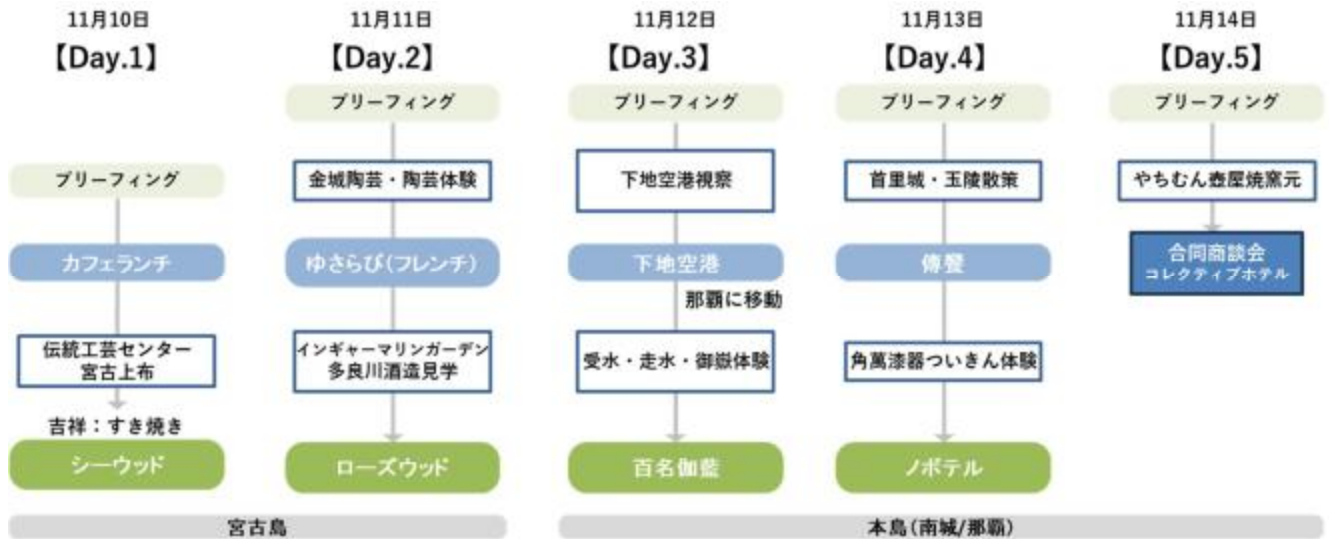 11月10日
【Day.1】
ブリーフィング
カフェランチ
伝統工芸センター
宮古上布
吉祥：すき焼き
シーウッド
11月11日
【Day.2】
ブリーフィング
金城陶芸・陶芸体験
ゆさらび(フレンチ)
インギャーマリンガーデン
多良川酒造見学
ローズウッド
宮古島
11月12日
【Day.3】
ブリーフィング
下地空港視察
下地空港
那覇に移動
受水・走水・御嶽体験
百名伽藍
11月13日
【Day.4】
ブリーフィング
首里城・玉陵散策
角萬漆器ついきん体験
ノボテル
11月14日
【Day.5】
ブリーフィング
やちむん壺屋焼窯元
合同商談会
コレクティブホテル
本島(南城/那覇)